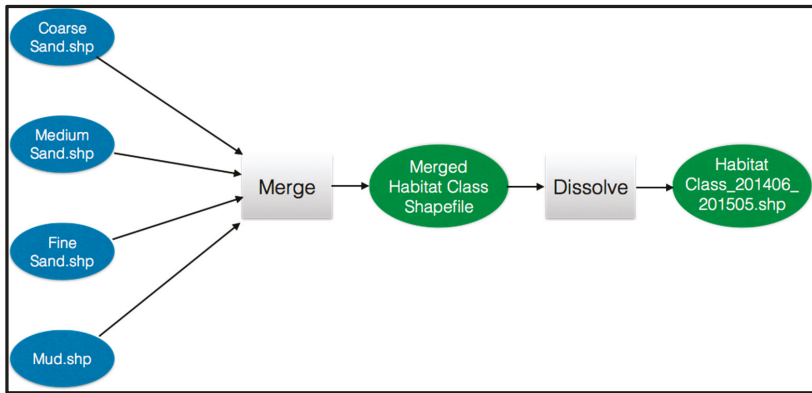 Coarse
Sand.shp
Medium
Sand.shp
Fine
Sand.shp
Mud.shp
Merge
Merged
Habitat Class
Shapefile
Dissolve
Habitat
Class_201406_
201505.shp